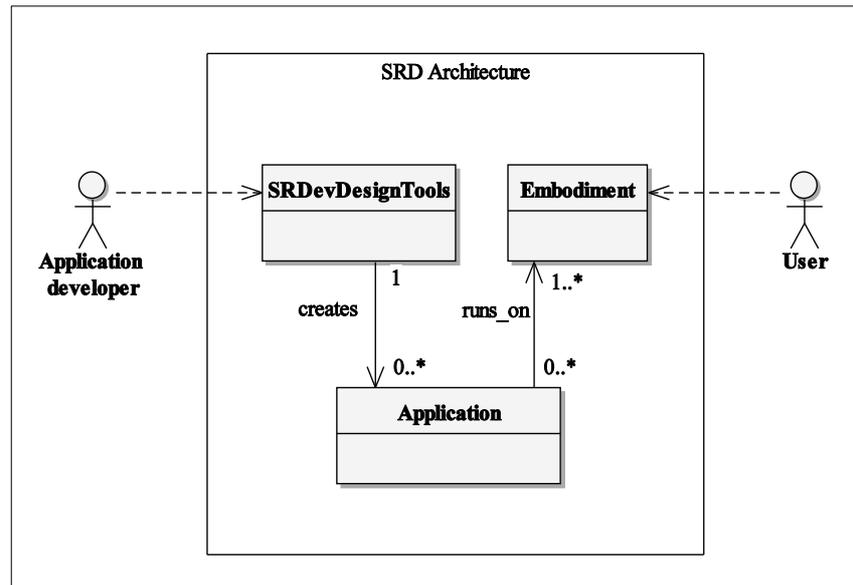 SRD Architecture
SRDevDesignTools
Embodiment
Application
developer
User
1
1..*
creates
runs_on
0..*
0..*
Application